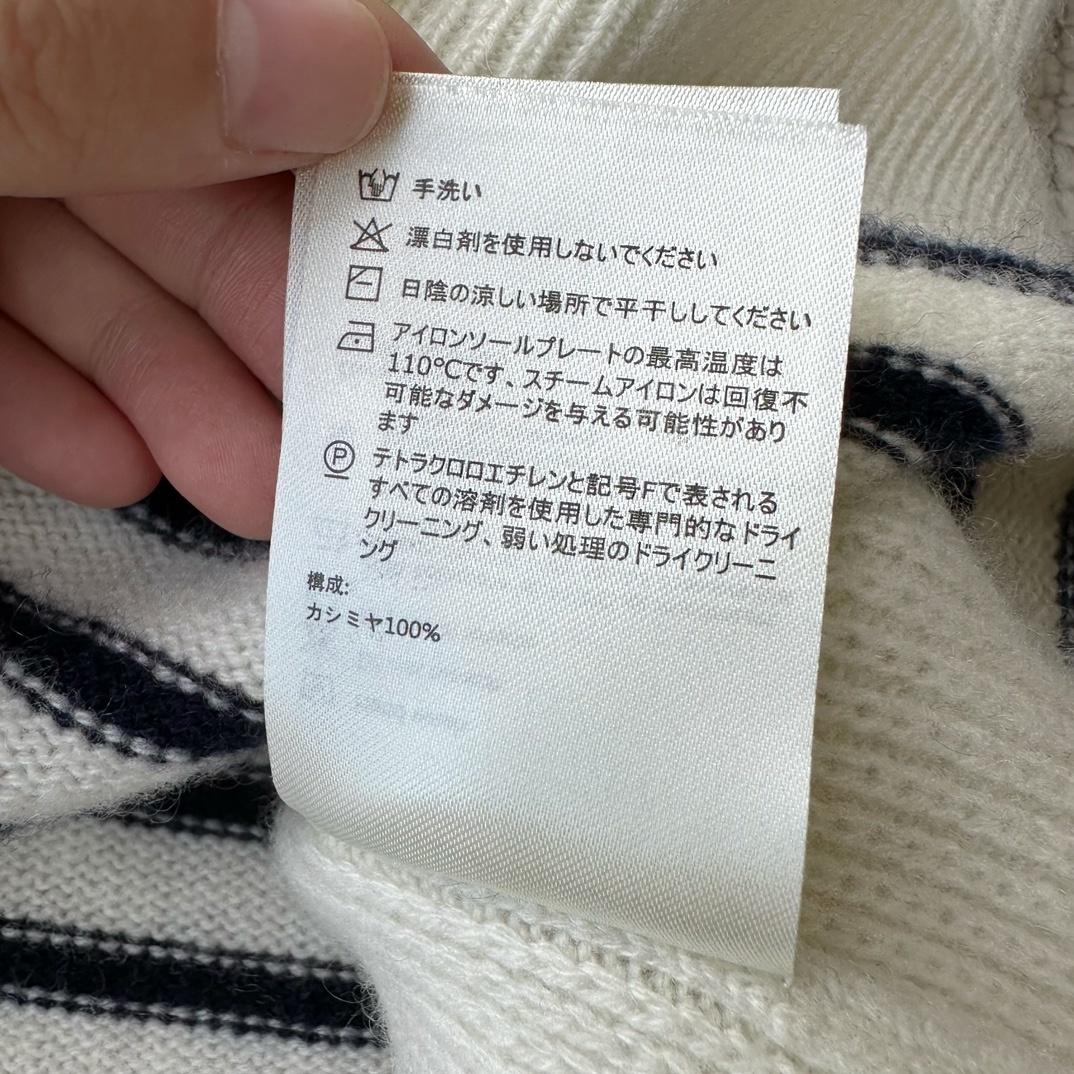 手洗い
漂白剤を使用しないでください
日陰の涼しい場所で平干ししてください
アイロンソールプレートの最高温度は
110℃です、スチームアイロンは回復不
可能なダメージを与える可能性があり
ます
P
テトラクロロエチレンと記号Fで表される
すべての溶剤を使用した専門的なドライ
クリーニング、弱い処理のドライクリーニ
ング
構成:
カシミヤ100%